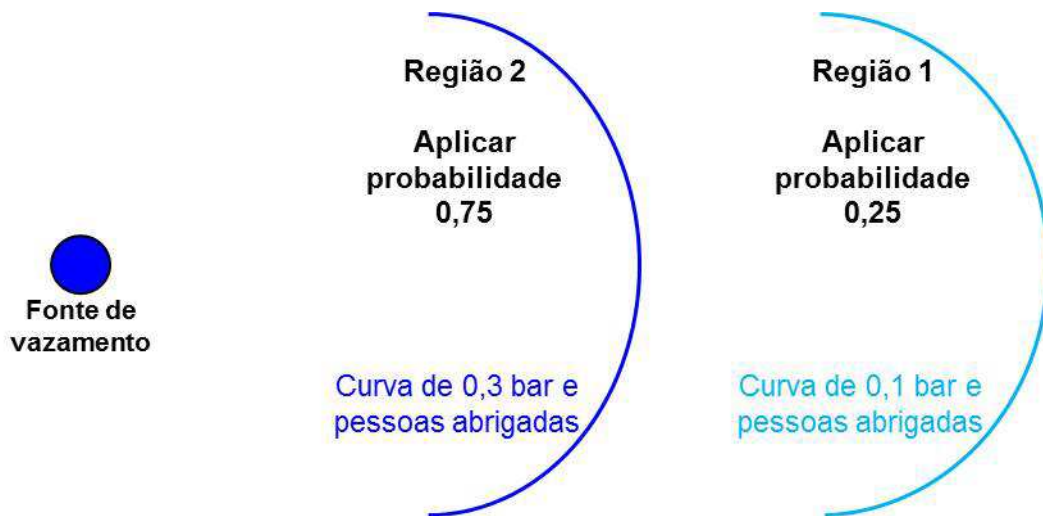 Região 2
Aplicar
probabilidade
0,75
Região 1
Aplicar
probabilidade
0,25
Fonte de
vazamento
Curva de 0,3 bar e
pessoas abrigadas
Curva de 0,1 bar e
pessoas abrigadas